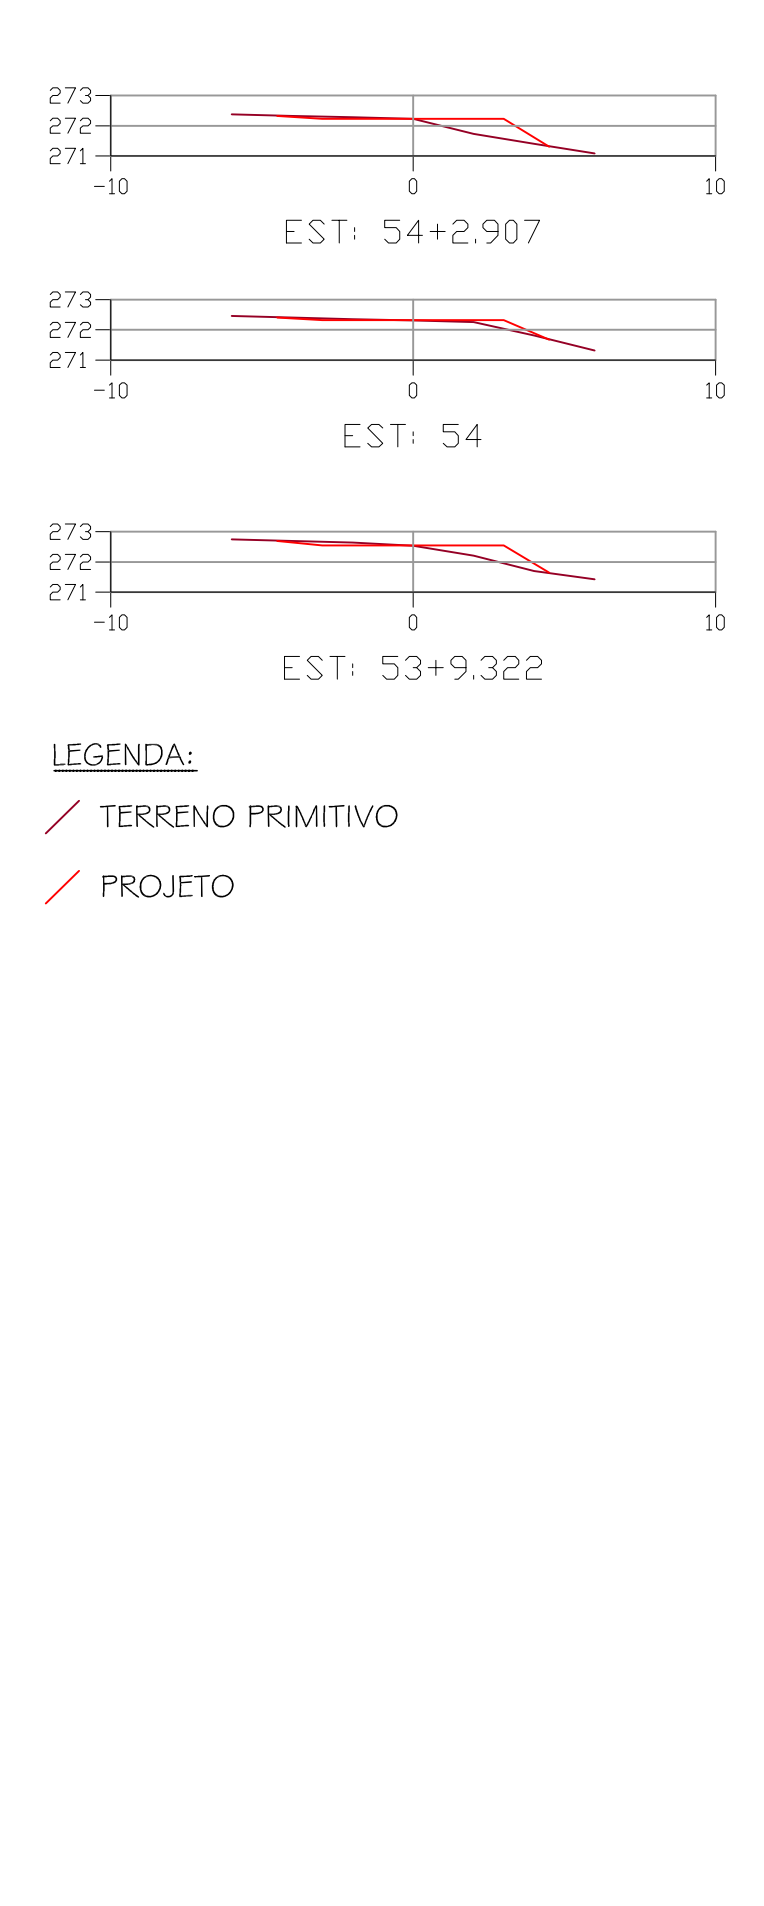 273
272
271
-10 0 10
EST: 54+2.907
273
272
271
-10 0 10
EST: 54
273
272
271
-10 0 10
EST: 53+9.322
LEGENDA:
TERRENO PRIMITIVO
PROJETO